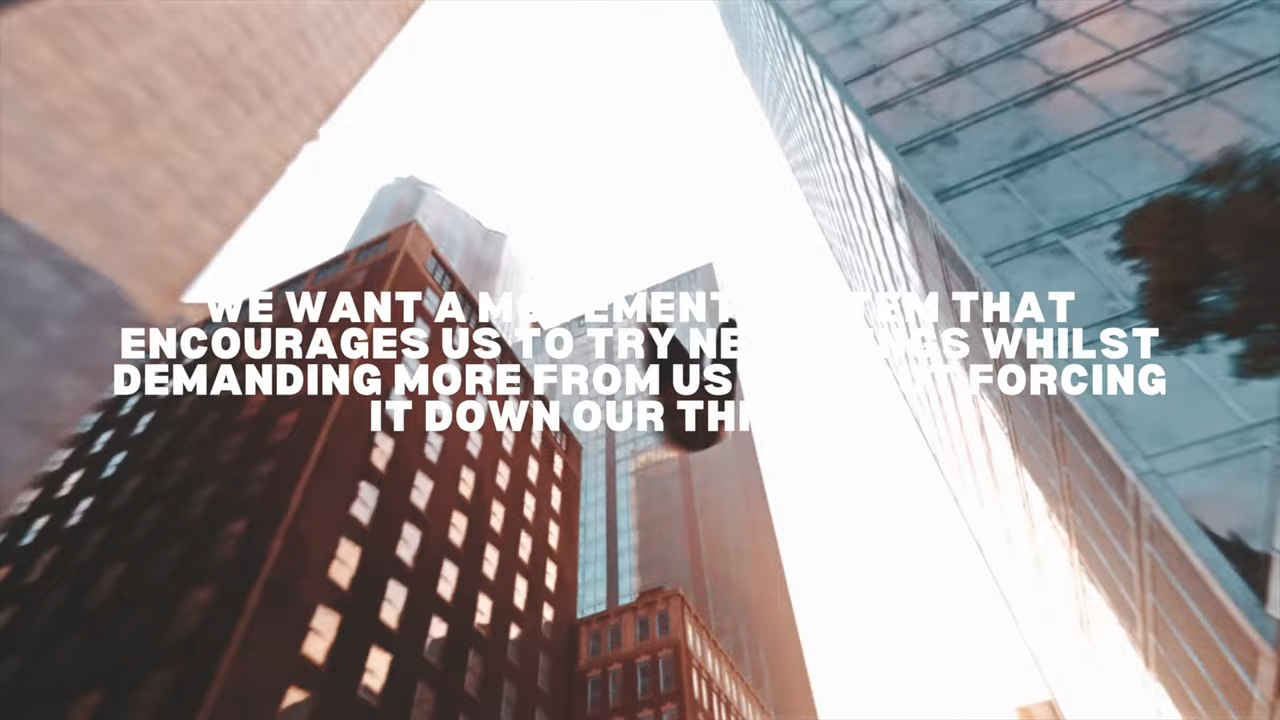 WE WANT A MOVEMENT SYSTEM THAT
ENCOURAGES US TO TRY NEW THINGS WHILST
DEMANDING MORE FROM US FORCING
IT DOWN OUR